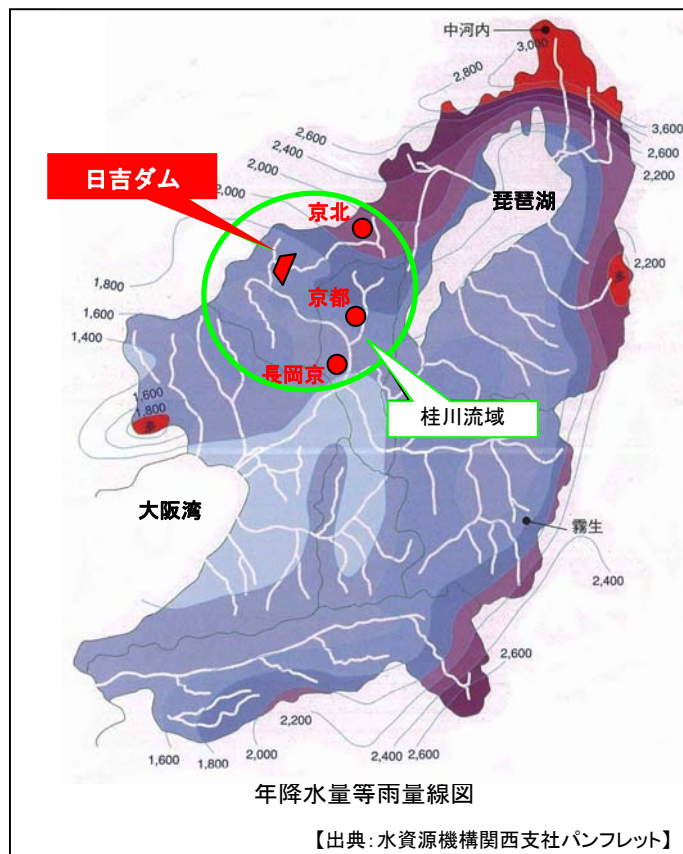 中河内
3,000
2,800
2,600
3,600
2,400
2,600
2,000
2,200
日吉ダム
琵琶湖
2,000
京北
2,200
多
1,800
京都
1,600
1,400
長岡京
1,600
1,800
多
桂川流域
大阪湾
霧生
2,400
2,600
2,200
2,400
2,600
2,000
1,800
1,600
年降水量等雨量線図
【出典：水資源機構関西支社パンフレット】